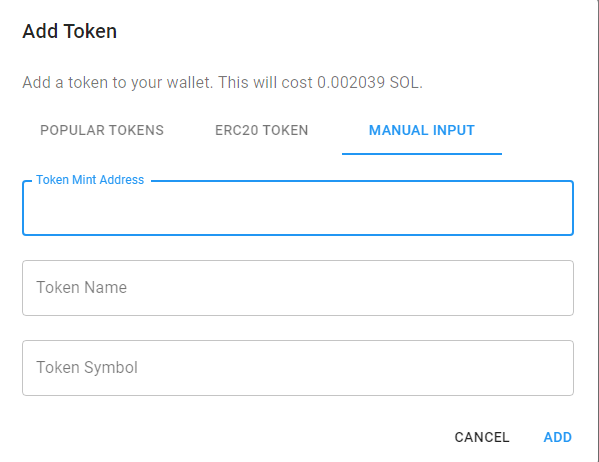 Add Token
Add a token to your wallet. This will cost 0.002039 SOL.
POPULAR TOKENS ERC20 TOKEN MANUAL INPUT
Token Mint Address
Token Name
Token Symbol
CANCEL ADD